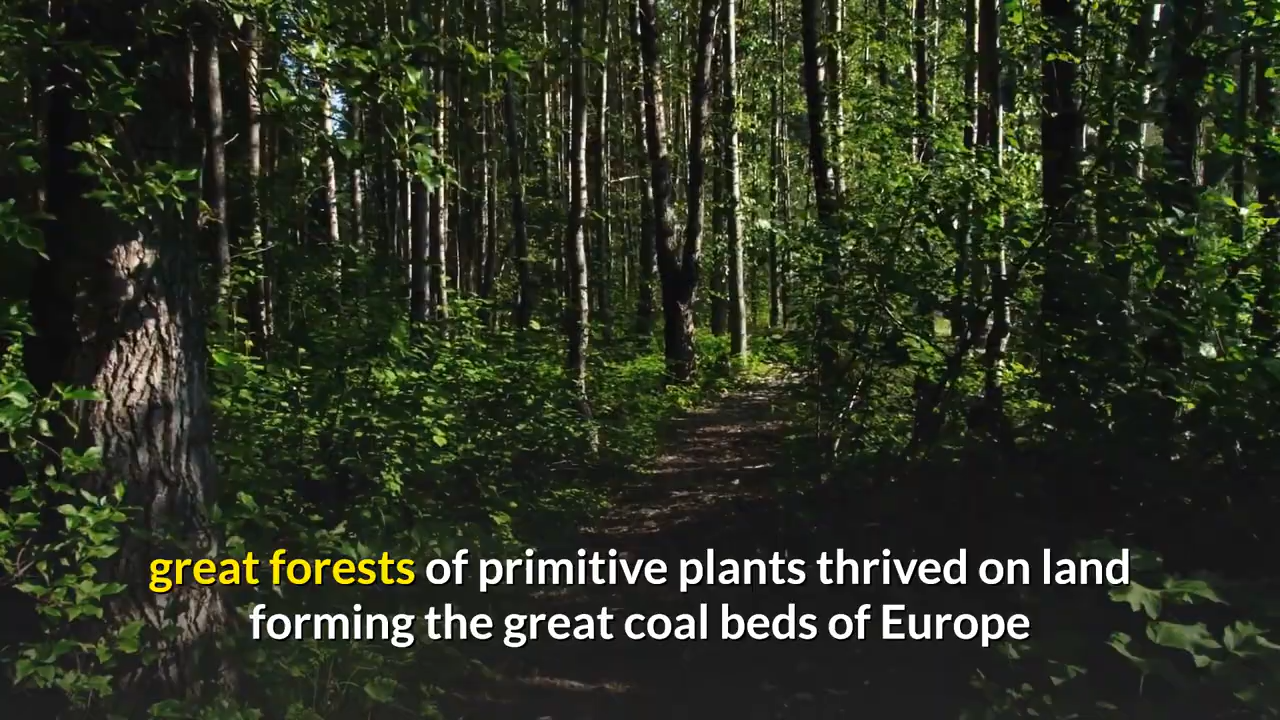 great forests of primitive plants thrived on land
forming the great coal beds of Europe